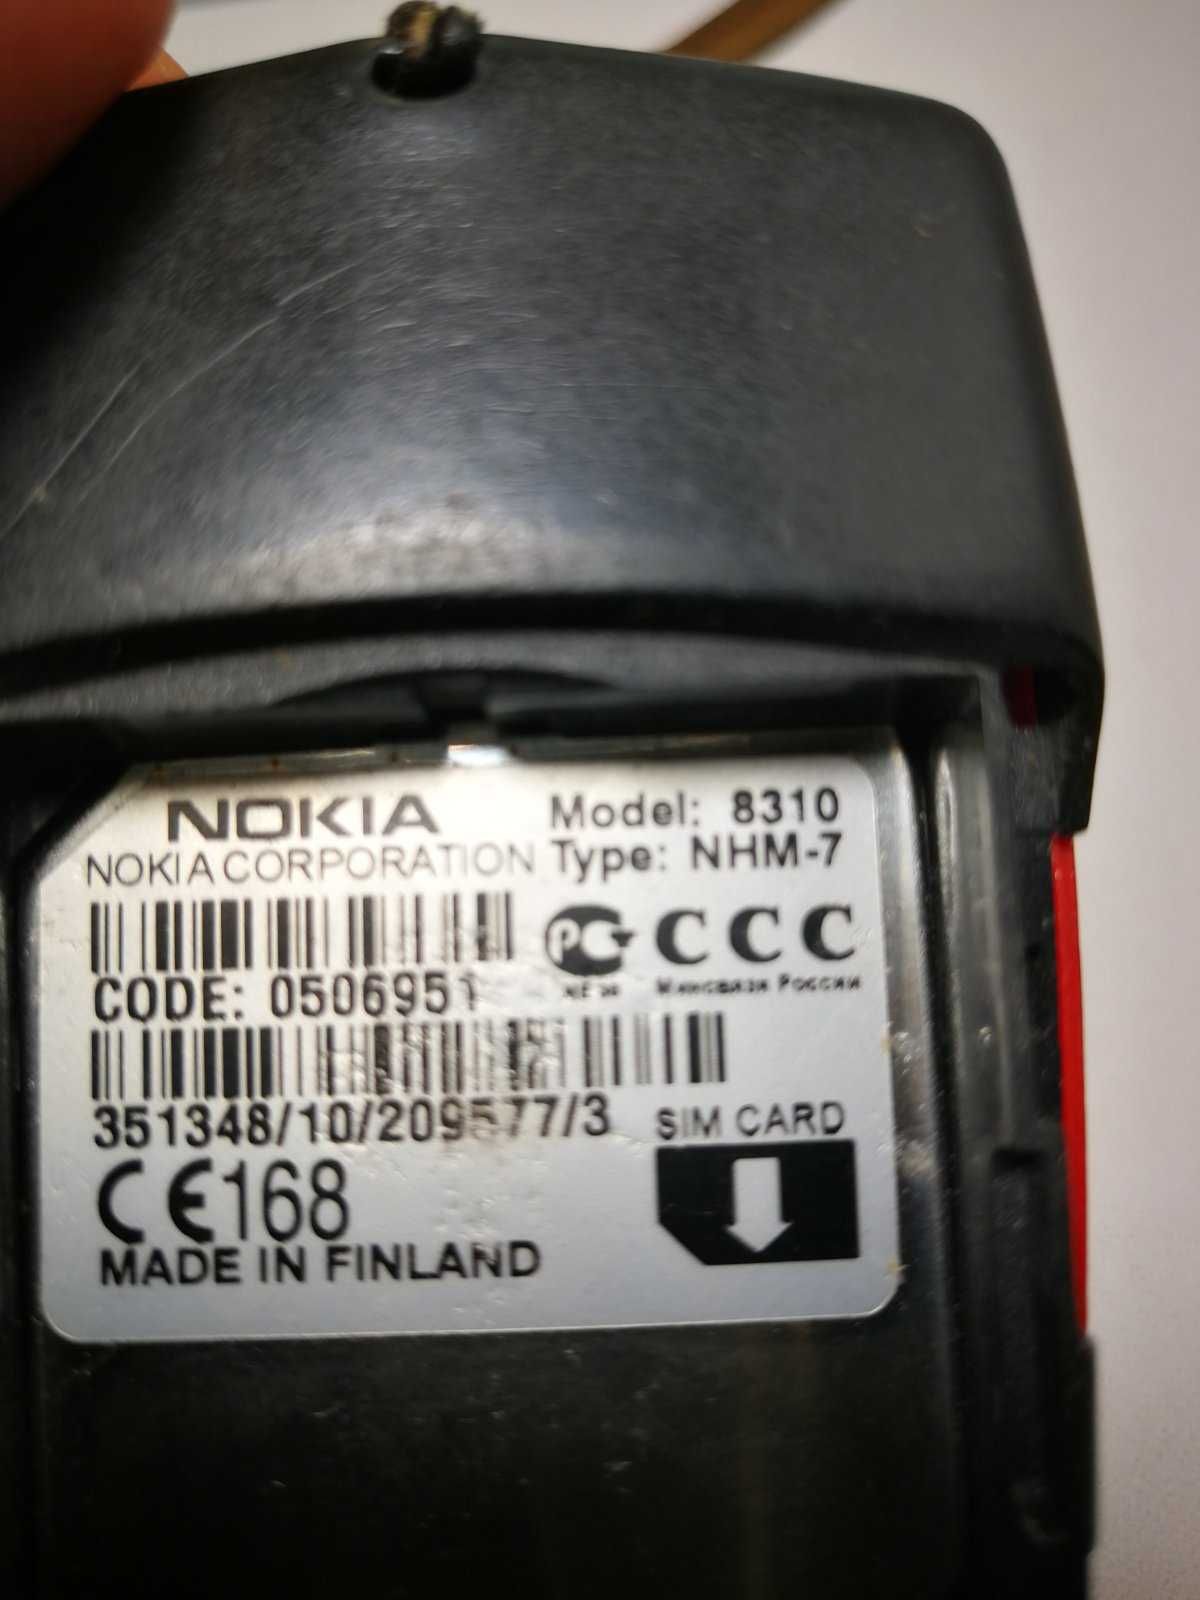 NOKIA
Model: 8310
NOKIA CORPORATION
Type: NHM-7
PG CCC
Минсвязи России
CODE: 0506951
351348/10/209577/3
SIM CARD
CE168
MADE IN FINLAND